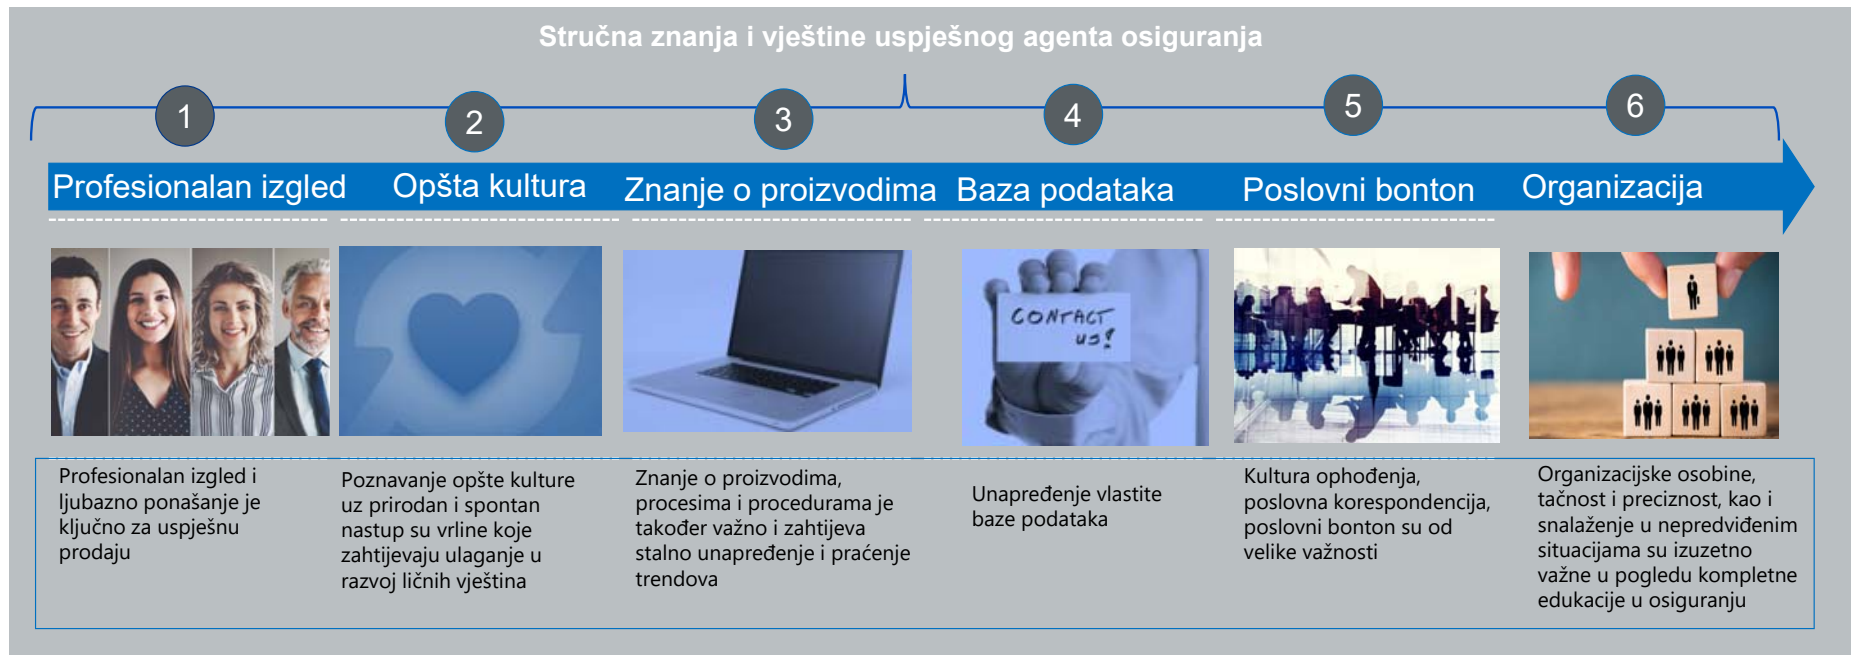 Stručna znanja i vještine uspješnog agenta osiguranja
1
2
3
4
5
6
Profesionalan izgled
Opšta kultura
Znanje o proizvodima
Baza podataka
Poslovni bonton
Organizacija
CONTACT
US!
Profesionalan izgled i
ljubazno ponašanje je
ključno za uspješnu
prodaju
Poznavanje opšte kulture
uz prirodan i spontan
nastup su vrline koje
zahtijevaju ulaganje u
razvoj ličnih vještina
Znanje o proizvodima,
procesima i procedurama je
također važno i zahtijeva
stalno unapređenje i praćenje
trendova
Unapređenje vlastite
baze podataka
Kultura ophođenja,
poslovna korespondencija,
poslovni bonton su od
velike važnosti
Organizacijske osobine,
tačnost i preciznost, kao i
snalaženje u nepredviđenim
situacijama su izuzetno
važne u pogledu kompletne
edukacije u osiguranju